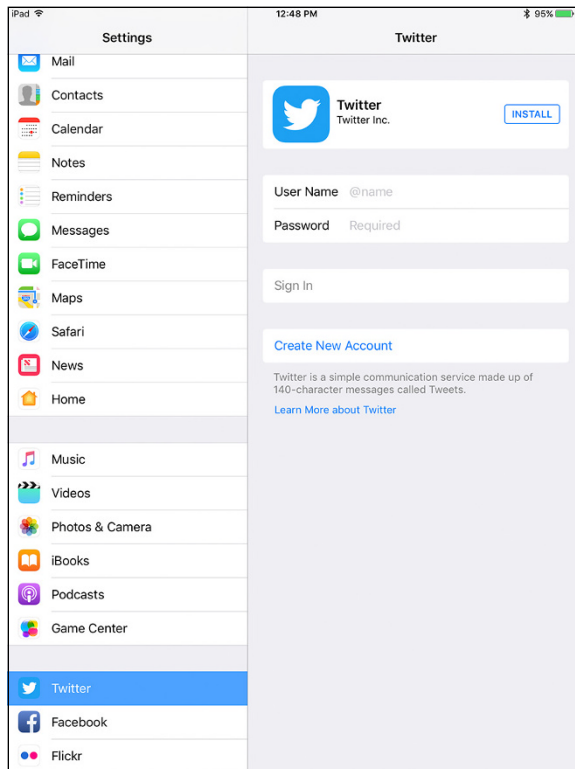 iPad
12:48 PM
95%
Settings
Mail
Contacts
Calendar
Notes
Reminders
Messages
FaceTime
Maps
Safari
News
Home
Music
Videos
Photos & Camera
iBooks
Podcasts
Game Center
Twitter
Facebook
Flickr
Twitter
Twitter
Twitter Inc.
INSTALL
User Name @name
Password Required
Sign In
Create New Account
Twitter is a simple communication service made up of
140-character messages called Tweets.
Learn More about Twitter